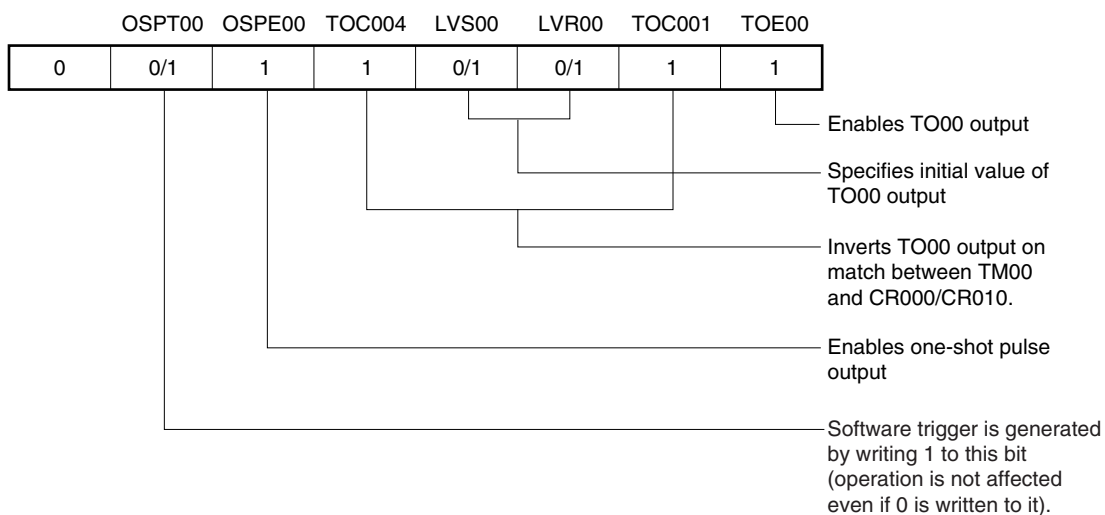 OSPT00 OSPE00 TOC004 LVS00 LVR00 TOC001 TOE00
0 0/1 1 1 0/1 0/1 1 1
Enables TO00 output
Specifies initial value of
TO00 output
Inverts TO00 output on
match between TM00
and CR000/CR010.
Enables one-shot pulse
output
Software trigger is generated
by writing 1 to this bit
(operation is not affected
even if 0 is written to it).